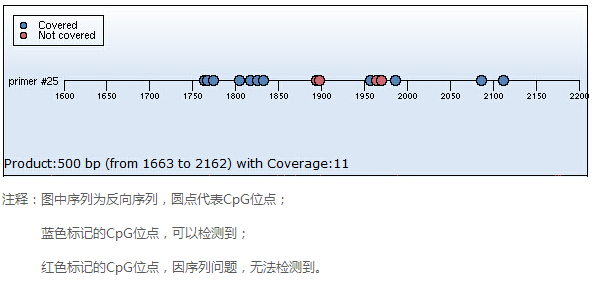 Covered
Not covered
primer #25
1600 1650 1700 1750 1800 1850 1900 1950 2000 2050 2100 2150 2200
Product:500 bp (from 1663 to 2162) with Coverage:11
注释：图中序列为反向序列，圆点代表CpG位点；
蓝色标记的CpG位点，可以检测到；
红色标记的CpG位点，因序列问题，无法检测到。